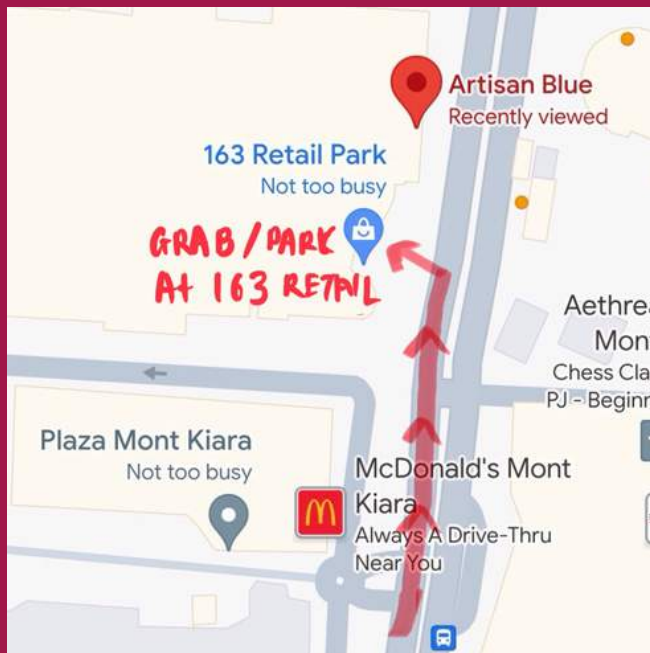 Artisan Blue
Recently viewed
163 Retail Park
Not too busy
GRAB/PARK
At 163 RETAIL
Aethrea
Mon
Chess Cla
PJ - Beginn
Plaza Mont Kiara
Not too busy
McDonald's Mont
Kiara
Always A Drive-Thru
Near You